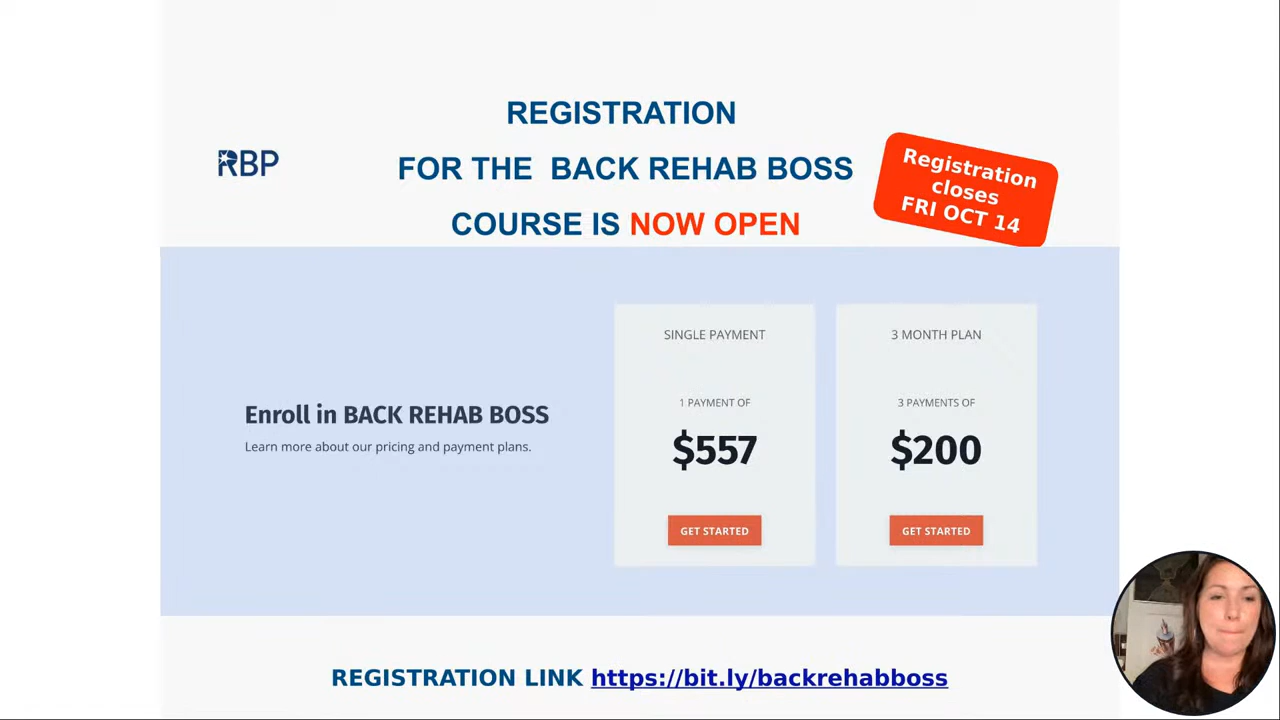 REGISTRATION
FOR THE BACK REHAB BOSS
COURSE IS NOW OPEN
RBP
Registration
closes
FRI OCT 14
Enroll in BACK REHAB BOSS
Learn more about our pricing and payment plans.
SINGLE PAYMENT
1 PAYMENT OF
$557
GET STARTED
3 MONTH PLAN
3 PAYMENTS OF
$200
GET STARTED
REGISTRATION LINK https://bit.ly/backrehabboss